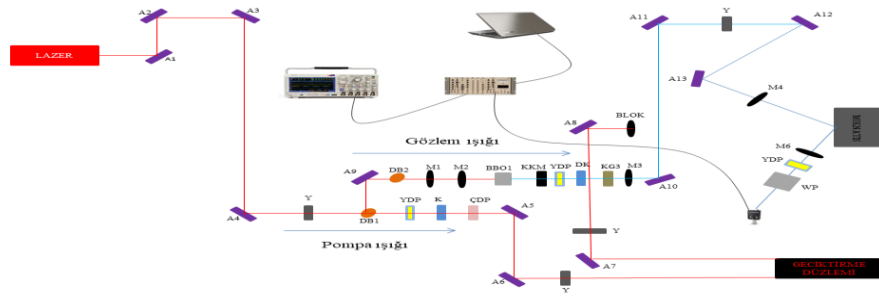 A2
A3
A11
Y
A12
LAZER
A1
A13
M4
A8
BLOK
Gözlem ışığı
M6
YDP
WP
A9
DB2
M1
M2
BBO1
KKM
YDP
DK
KG3
M3
A10
A4
Y
DB1
YDP
K
ÇDP
A5
Pompa ışığı
Y
A7
A6
Y
GECİKTİRME
DÜZLEMİ